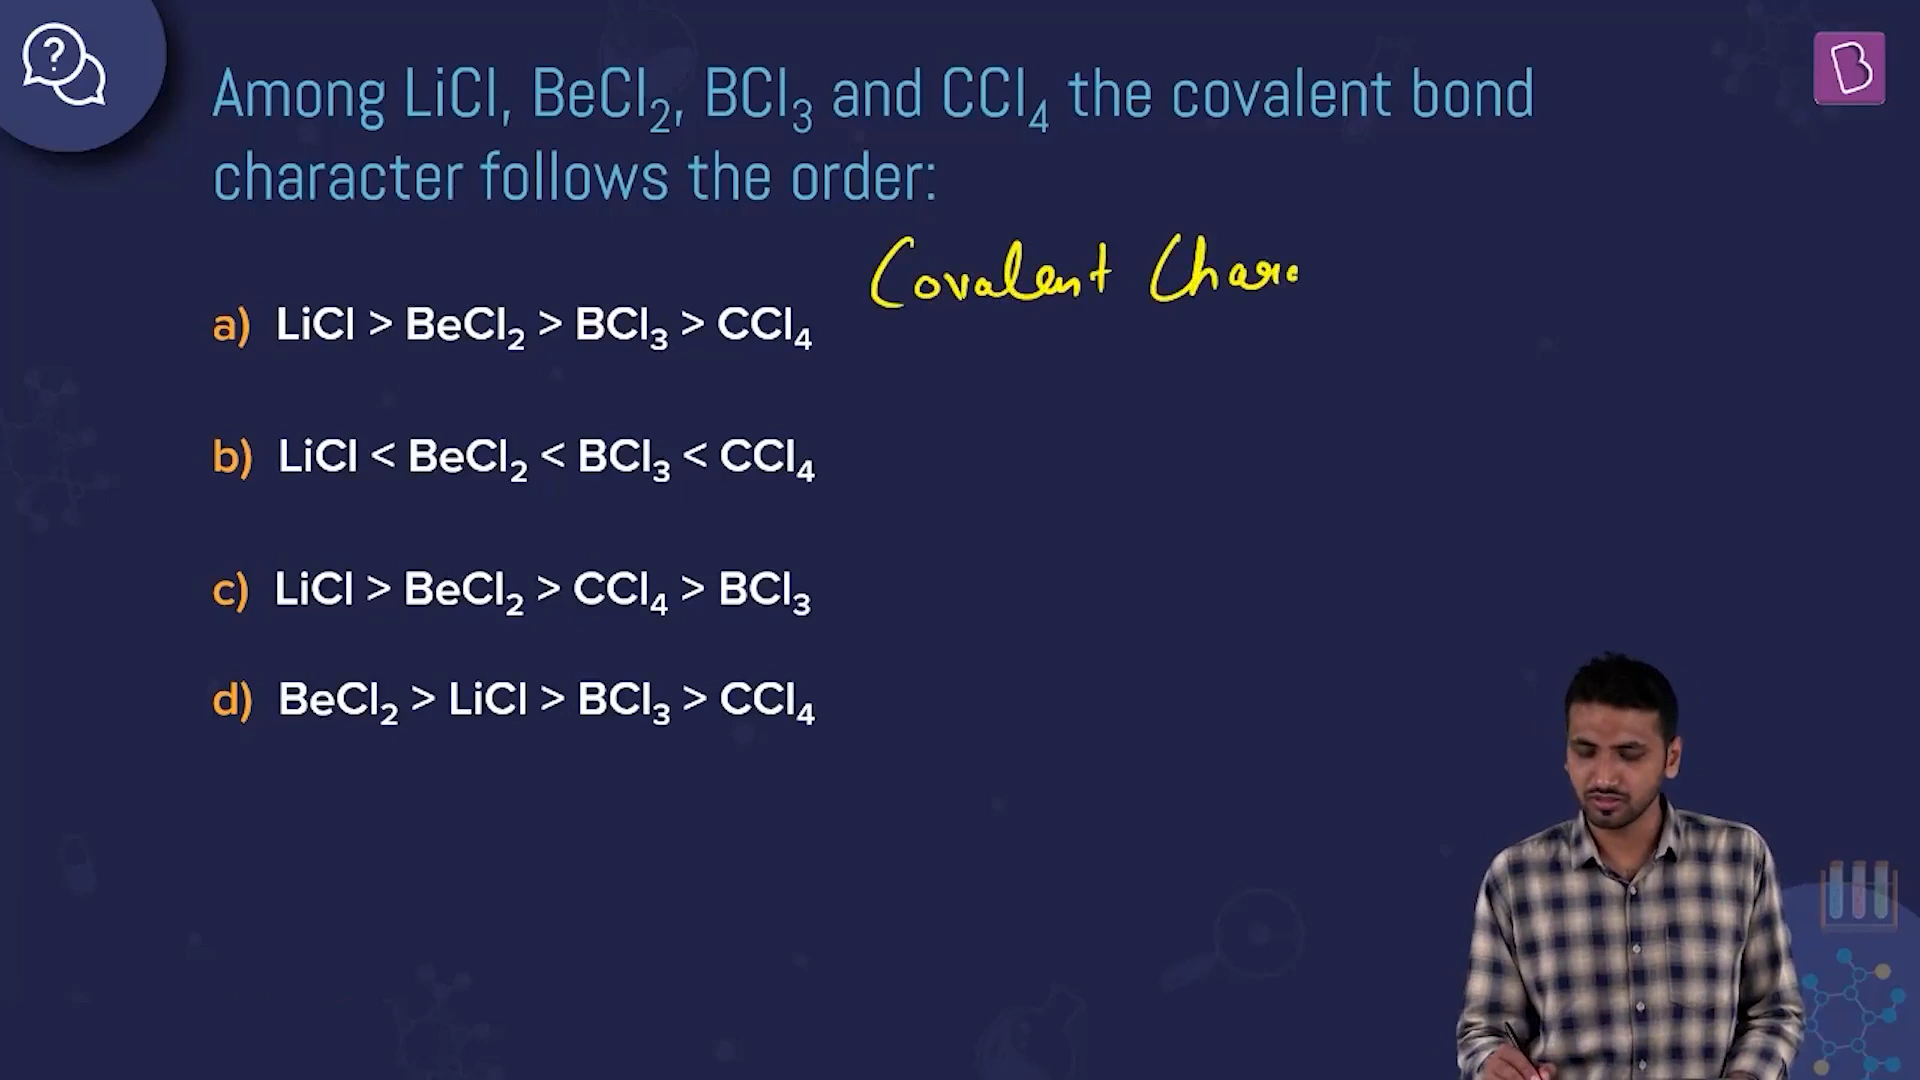 Among LiCl, BeCl₂, BCl₃ and CCl₄ the covalent bond
character follows the order:
Covalent Charc
a) LiCl > BeCl₂ > BCl₃ > CCl₄
b) LiCl < BeCl₂ < BCl₃ < CCl₄
c) LiCl > BeCl₂ > CCl₄ > BCl₃
d) BeCl₂ > LiCl > BCl₃ > CCl₄